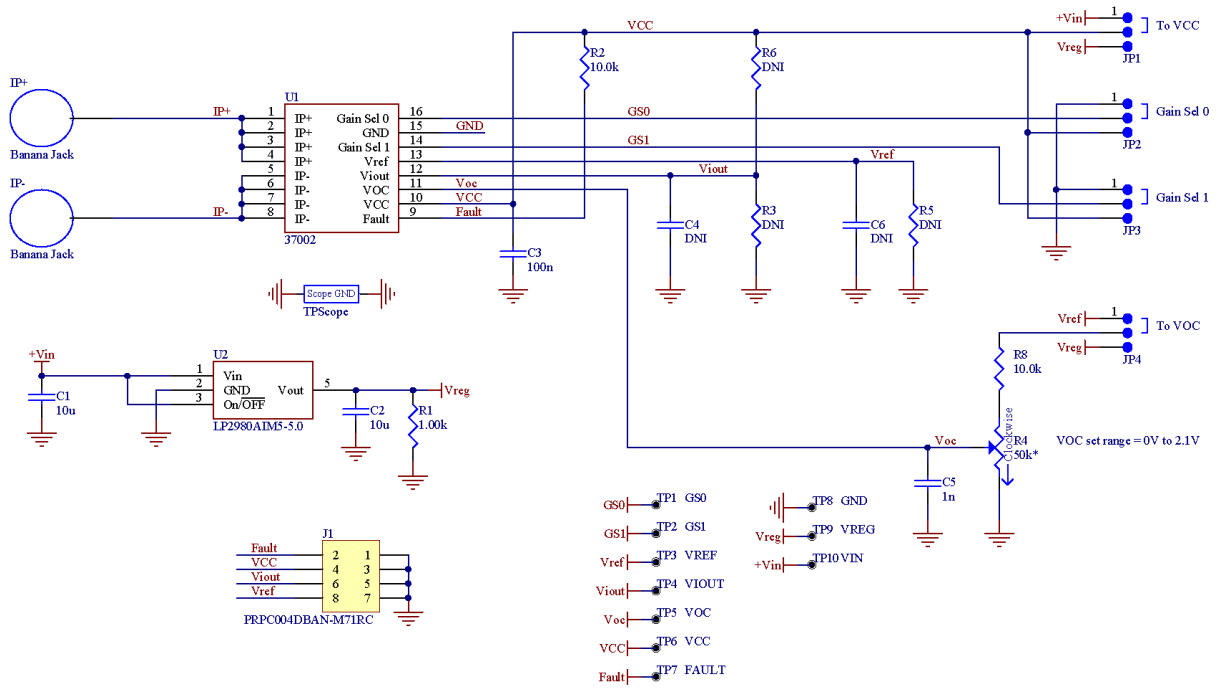 VCC
+Vin
1
To VCC
Vreg
JP1
R2
10.0k
R6
DNI
IP+
Banana Jack
IP-
Banana Jack
IP+
IP-
U1
1 IP+ Gain Sel 0 16 GS0
2 IP+ GND 15 GND
3 IP+ Gain Sel 1 14 GS1
4 IP+ Vref 13 Vref
5 IP- Viout 12 Viout
6 IP- VOC 11 Voc
7 IP- VCC 10 VCC
8 IP- Fault 9 Fault
37002
1
Gain Sel 0
JP2
1
Gain Sel 1
JP3
C3
100n
C4
DNI
R3
DNI
C6
DNI
R5
DNI
Scope GND
TPScope
Vref
1
To VOC
Vreg
JP4
R8
10.0k
Clockwise
R4
50k*
VOC set range = 0V to 2.1V
Voc
C5
1n
+Vin
C1
10u
U2
1 Vin
2 GND Vout 5
3 On/OFF
LP2980AIM5-5.0
C2
10u
R1
1.00k
Vreg
J1
Fault 2 1
VCC 4 3
Viout 6 5
Vref 8 7
PRPC004DBAN-M71RC
GS0 TP1 GS0
GS1 TP2 GS1
Vref TP3 VREF
Viout TP4 VIOUT
Voc TP5 VOC
VCC TP6 VCC
Fault TP7 FAULT
TP8 GND
Vreg TP9 VREG
+Vin TP10 VIN